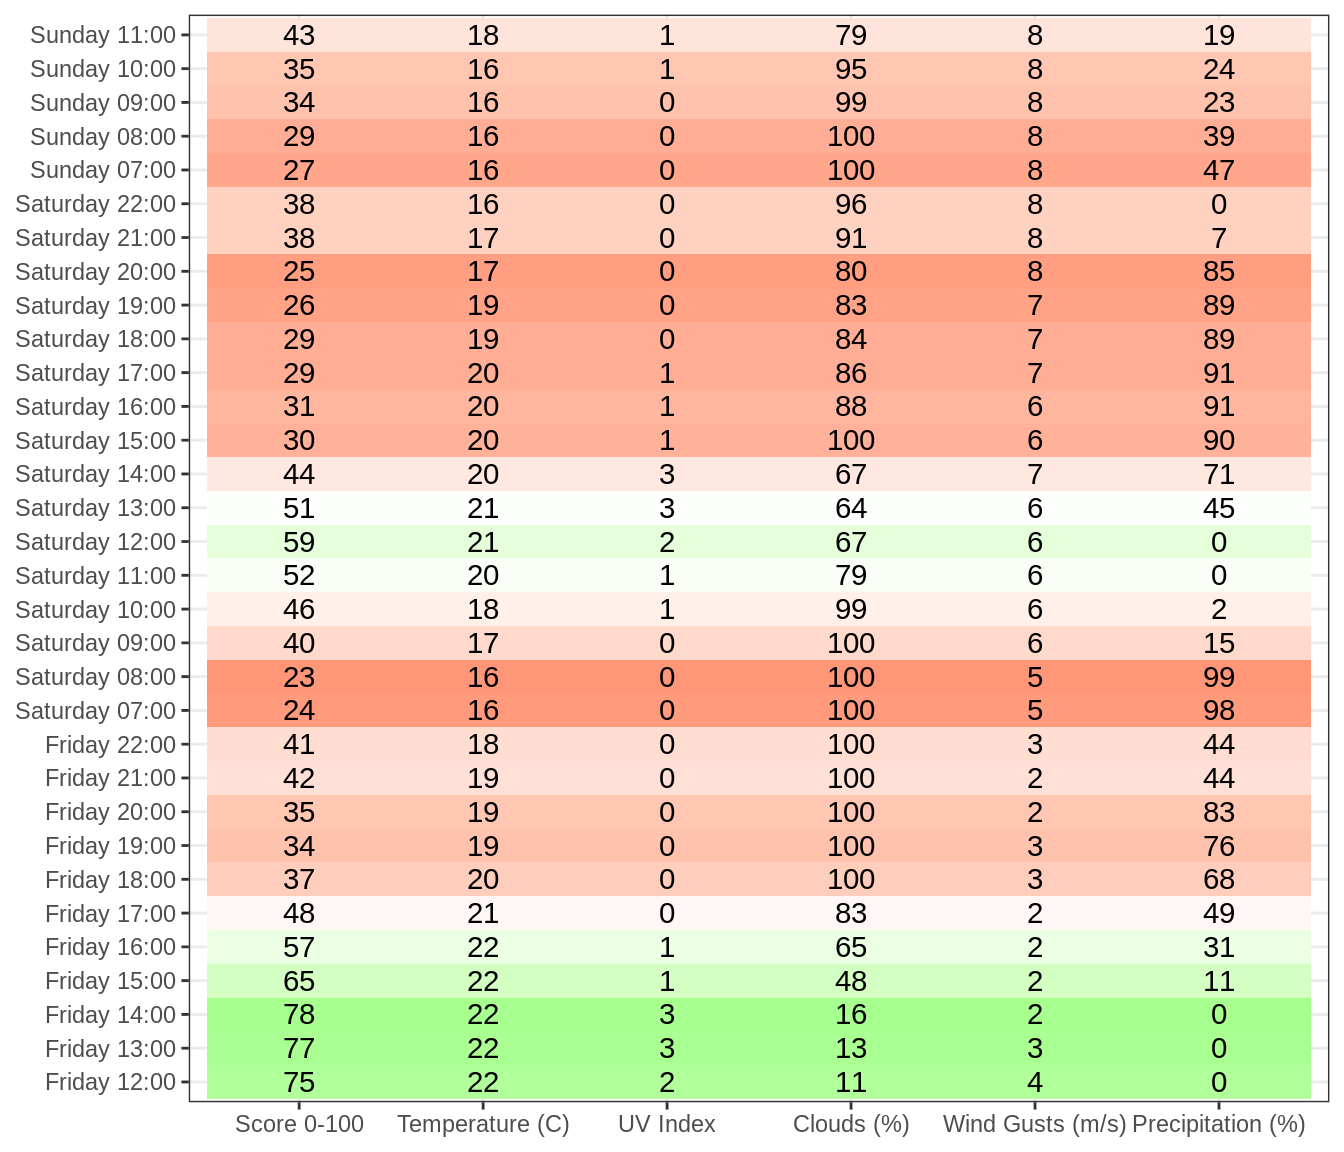 Sunday 11:00 43 18 1 79 8 19
Sunday 10:00 35 16 1 95 8 24
Sunday 09:00 34 16 0 99 8 23
Sunday 08:00 29 16 0 100 8 39
Sunday 07:00 27 16 0 100 8 47
Saturday 22:00 38 16 0 96 8 0
Saturday 21:00 38 17 0 91 8 7
Saturday 20:00 25 17 0 80 8 85
Saturday 19:00 26 19 0 83 7 89
Saturday 18:00 29 19 0 84 7 89
Saturday 17:00 29 20 1 86 7 91
Saturday 16:00 31 20 1 88 6 91
Saturday 15:00 30 20 1 100 6 90
Saturday 14:00 44 20 3 67 7 71
Saturday 13:00 51 21 3 64 6 45
Saturday 12:00 59 21 2 67 6 0
Saturday 11:00 52 20 1 79 6 0
Saturday 10:00 46 18 1 99 6 2
Saturday 09:00 40 17 0 100 6 15
Saturday 08:00 23 16 0 100 5 99
Saturday 07:00 24 16 0 100 5 98
Friday 22:00 41 18 0 100 3 44
Friday 21:00 42 19 0 100 2 44
Friday 20:00 35 19 0 100 2 83
Friday 19:00 34 19 0 100 3 76
Friday 18:00 37 20 0 100 3 68
Friday 17:00 48 21 0 83 2 49
Friday 16:00 57 22 1 65 2 31
Friday 15:00 65 22 1 48 2 11
Friday 14:00 78 22 3 16 2 0
Friday 13:00 77 22 3 13 3 0
Friday 12:00 75 22 2 11 4 0
Score 0-100 Temperature (C) UV Index Clouds (%) Wind Gusts (m/s) Precipitation (%)